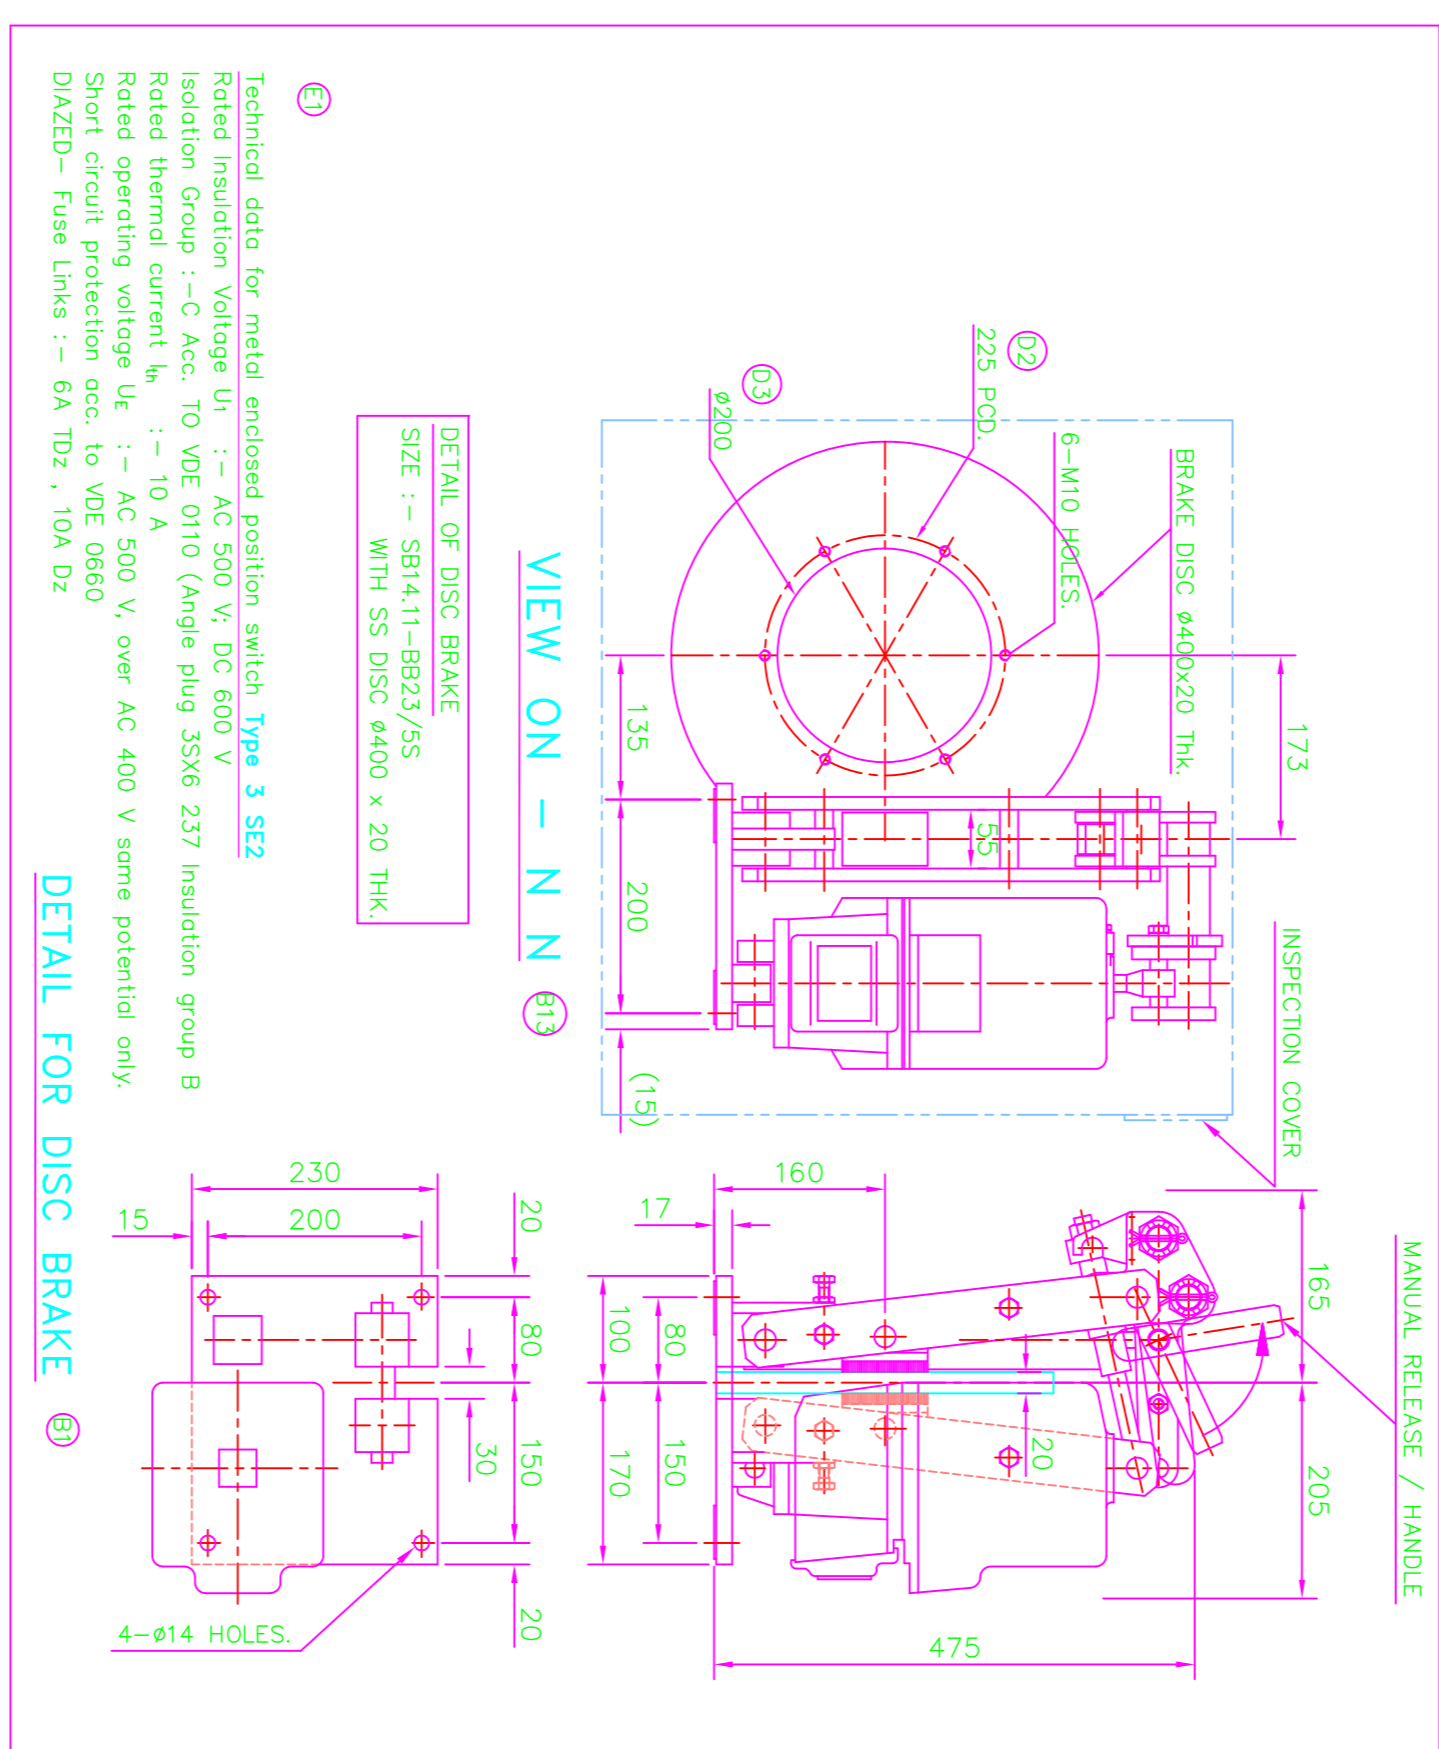 MANUAL RELEASE / HANDLE
INSPECTION COVER
173
165
205
BRAKE DISC ø400x20 Thk.
6-M10 HOLES.
D2
225 PCD.
D3
ø200
55
20
475
160
17
135
200
(15)
80
150
100
170
VIEW ON - N N
B13
20
80
150
20
30
230
200
15
4-ø14 HOLES.
DETAIL OF DISC BRAKE
SIZE :- SB14.11-BB23/5S
WITH SS DISC ø400 x 20 THK.
E1
Technical data for metal enclosed position switch Type 3 SE2
Rated Insulation Voltage U1 :- AC 500 V; DC 600 V
Isolation Group :-C Acc. TO VDE 0110 (Angle plug 3SX6 237 Insulation group B
Rated thermal current Ith :- 10 A
Rated operating voltage UE :- AC 500 V, over AC 400 V same potential only.
Short circuit protection acc. to VDE 0660
DIAZED- Fuse Links :- 6A TDz , 10A Dz
DETAIL FOR DISC BRAKE
B1